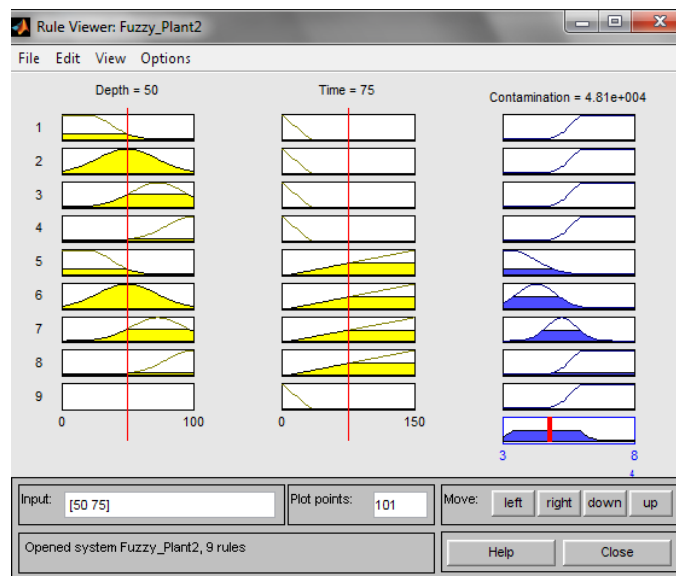 Rule Viewer: Fuzzy_Plant2
File Edit View Options
Depth = 50 Time = 75 Contamination = 4.81e+004
1
2
3
4
5
6
7
8
9
0 100 0 150
3 8
4
Input: [50 75] Plot points: 101 Move: left right down up
Opened system Fuzzy_Plant2, 9 rules Help Close